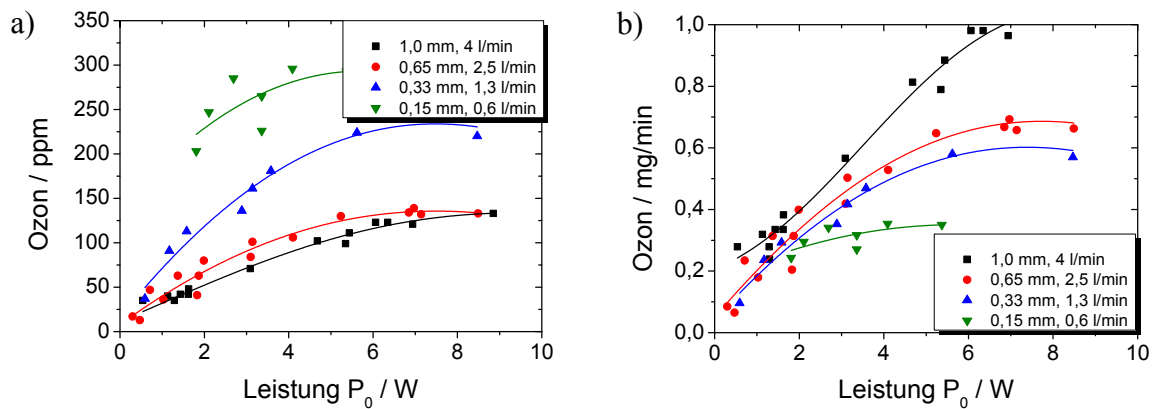 a)
Ozon / ppm
350
300
250
200
150
100
50
0
0 2 4 6 8 10
Leistung P0 / W
1,0 mm, 4 l/min
0,65 mm, 2,5 l/min
0,33 mm, 1,3 l/min
0,15 mm, 0,6 l/min
b)
Ozon / mg/min
1,0
0,8
0,6
0,4
0,2
0,0
0 2 4 6 8 10
Leistung P0 / W
1,0 mm, 4 l/min
0,65 mm, 2,5 l/min
0,33 mm, 1,3 l/min
0,15 mm, 0,6 l/min